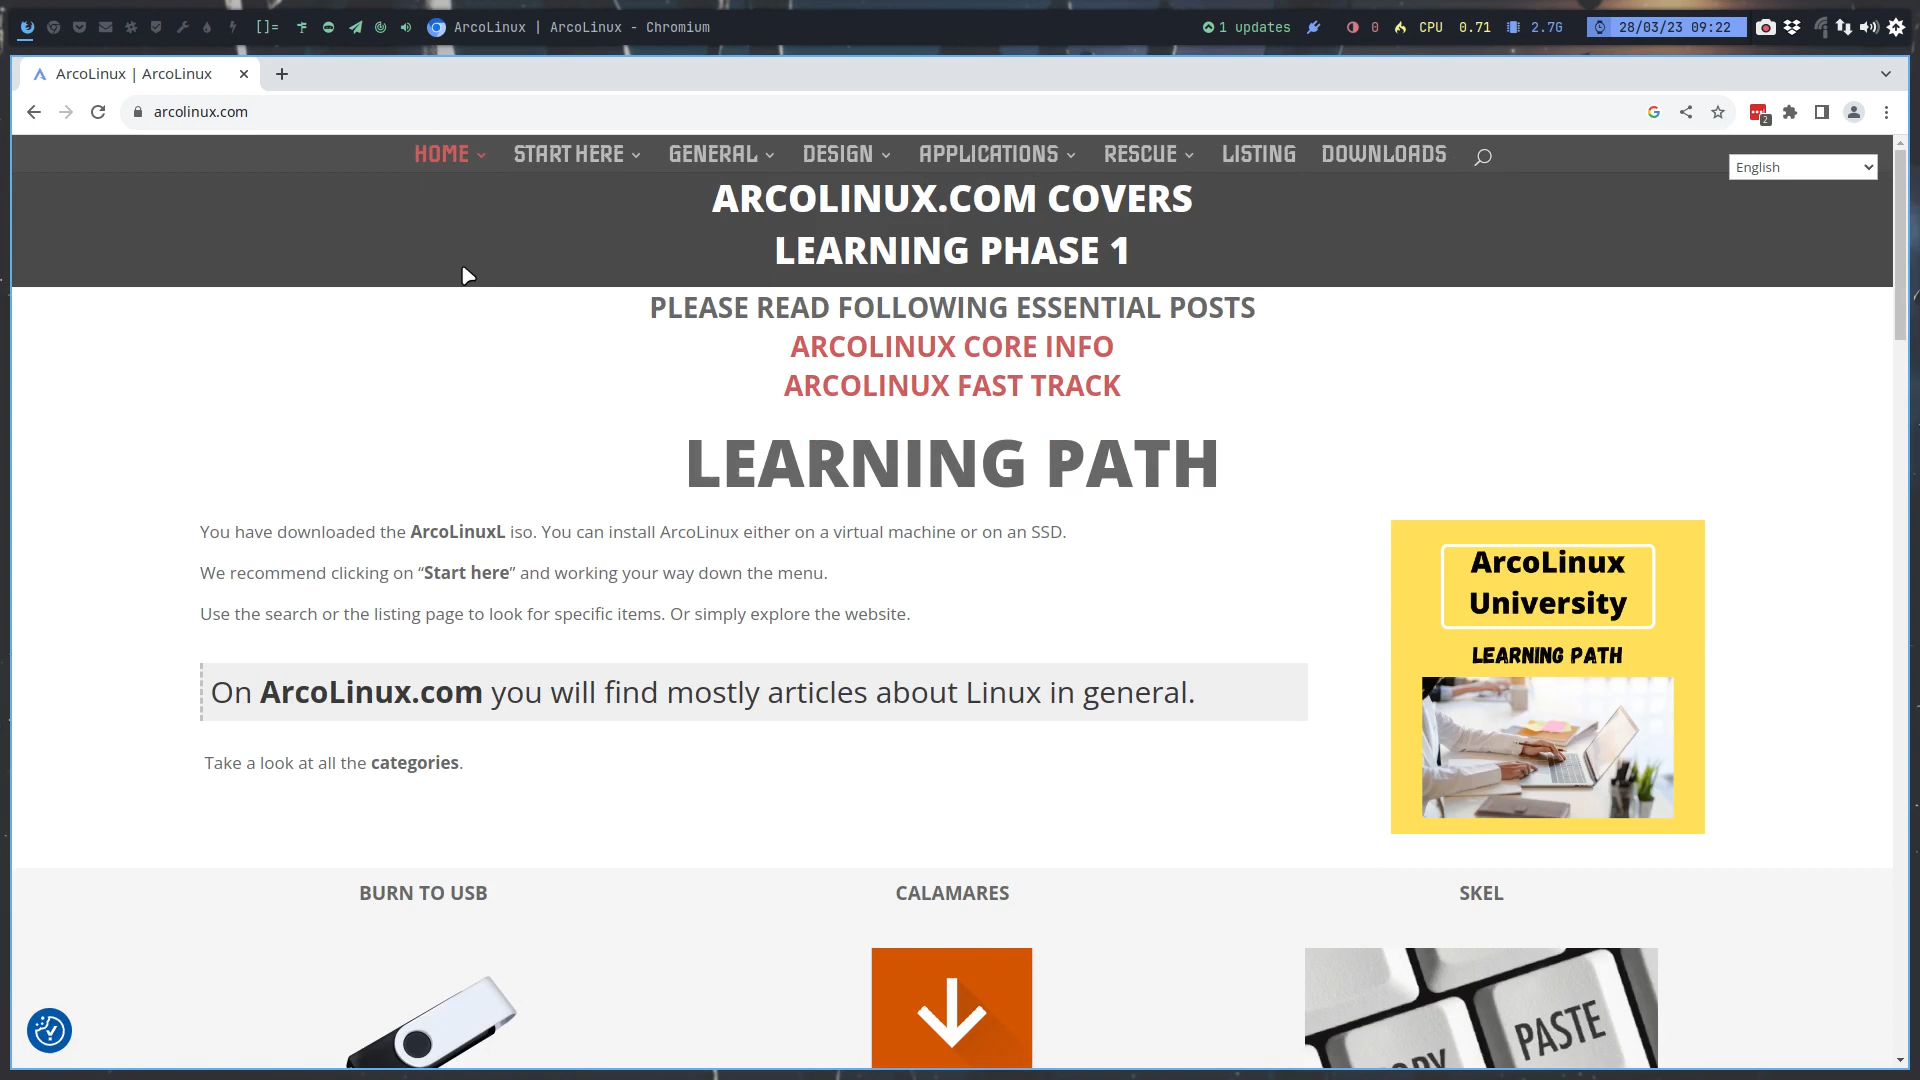 []= ArcoLinux | ArcoLinux - Chromium 1 updates 0 CPU 0.71 2.7G 28/03/23 09:22
ArcoLinux | ArcoLinux
arcolinux.com
2
HOME START HERE GENERAL DESIGN APPLICATIONS RESCUE LISTING DOWNLOADS
English
ARCOLINUX.COM COVERS
LEARNING PHASE 1
PLEASE READ FOLLOWING ESSENTIAL POSTS
ARCOLINUX CORE INFO
ARCOLINUX FAST TRACK
LEARNING PATH
You have downloaded the ArcoLinuxL iso. You can install ArcoLinux either on a virtual machine or on an SSD.
We recommend clicking on “Start here” and working your way down the menu.
Use the search or the listing page to look for specific items. Or simply explore the website.
On ArcoLinux.com you will find mostly articles about Linux in general.
Take a look at all the categories.
ArcoLinux
University
LEARNING PATH
BURN TO USB
CALAMARES
SKEL
PASTE
COPY